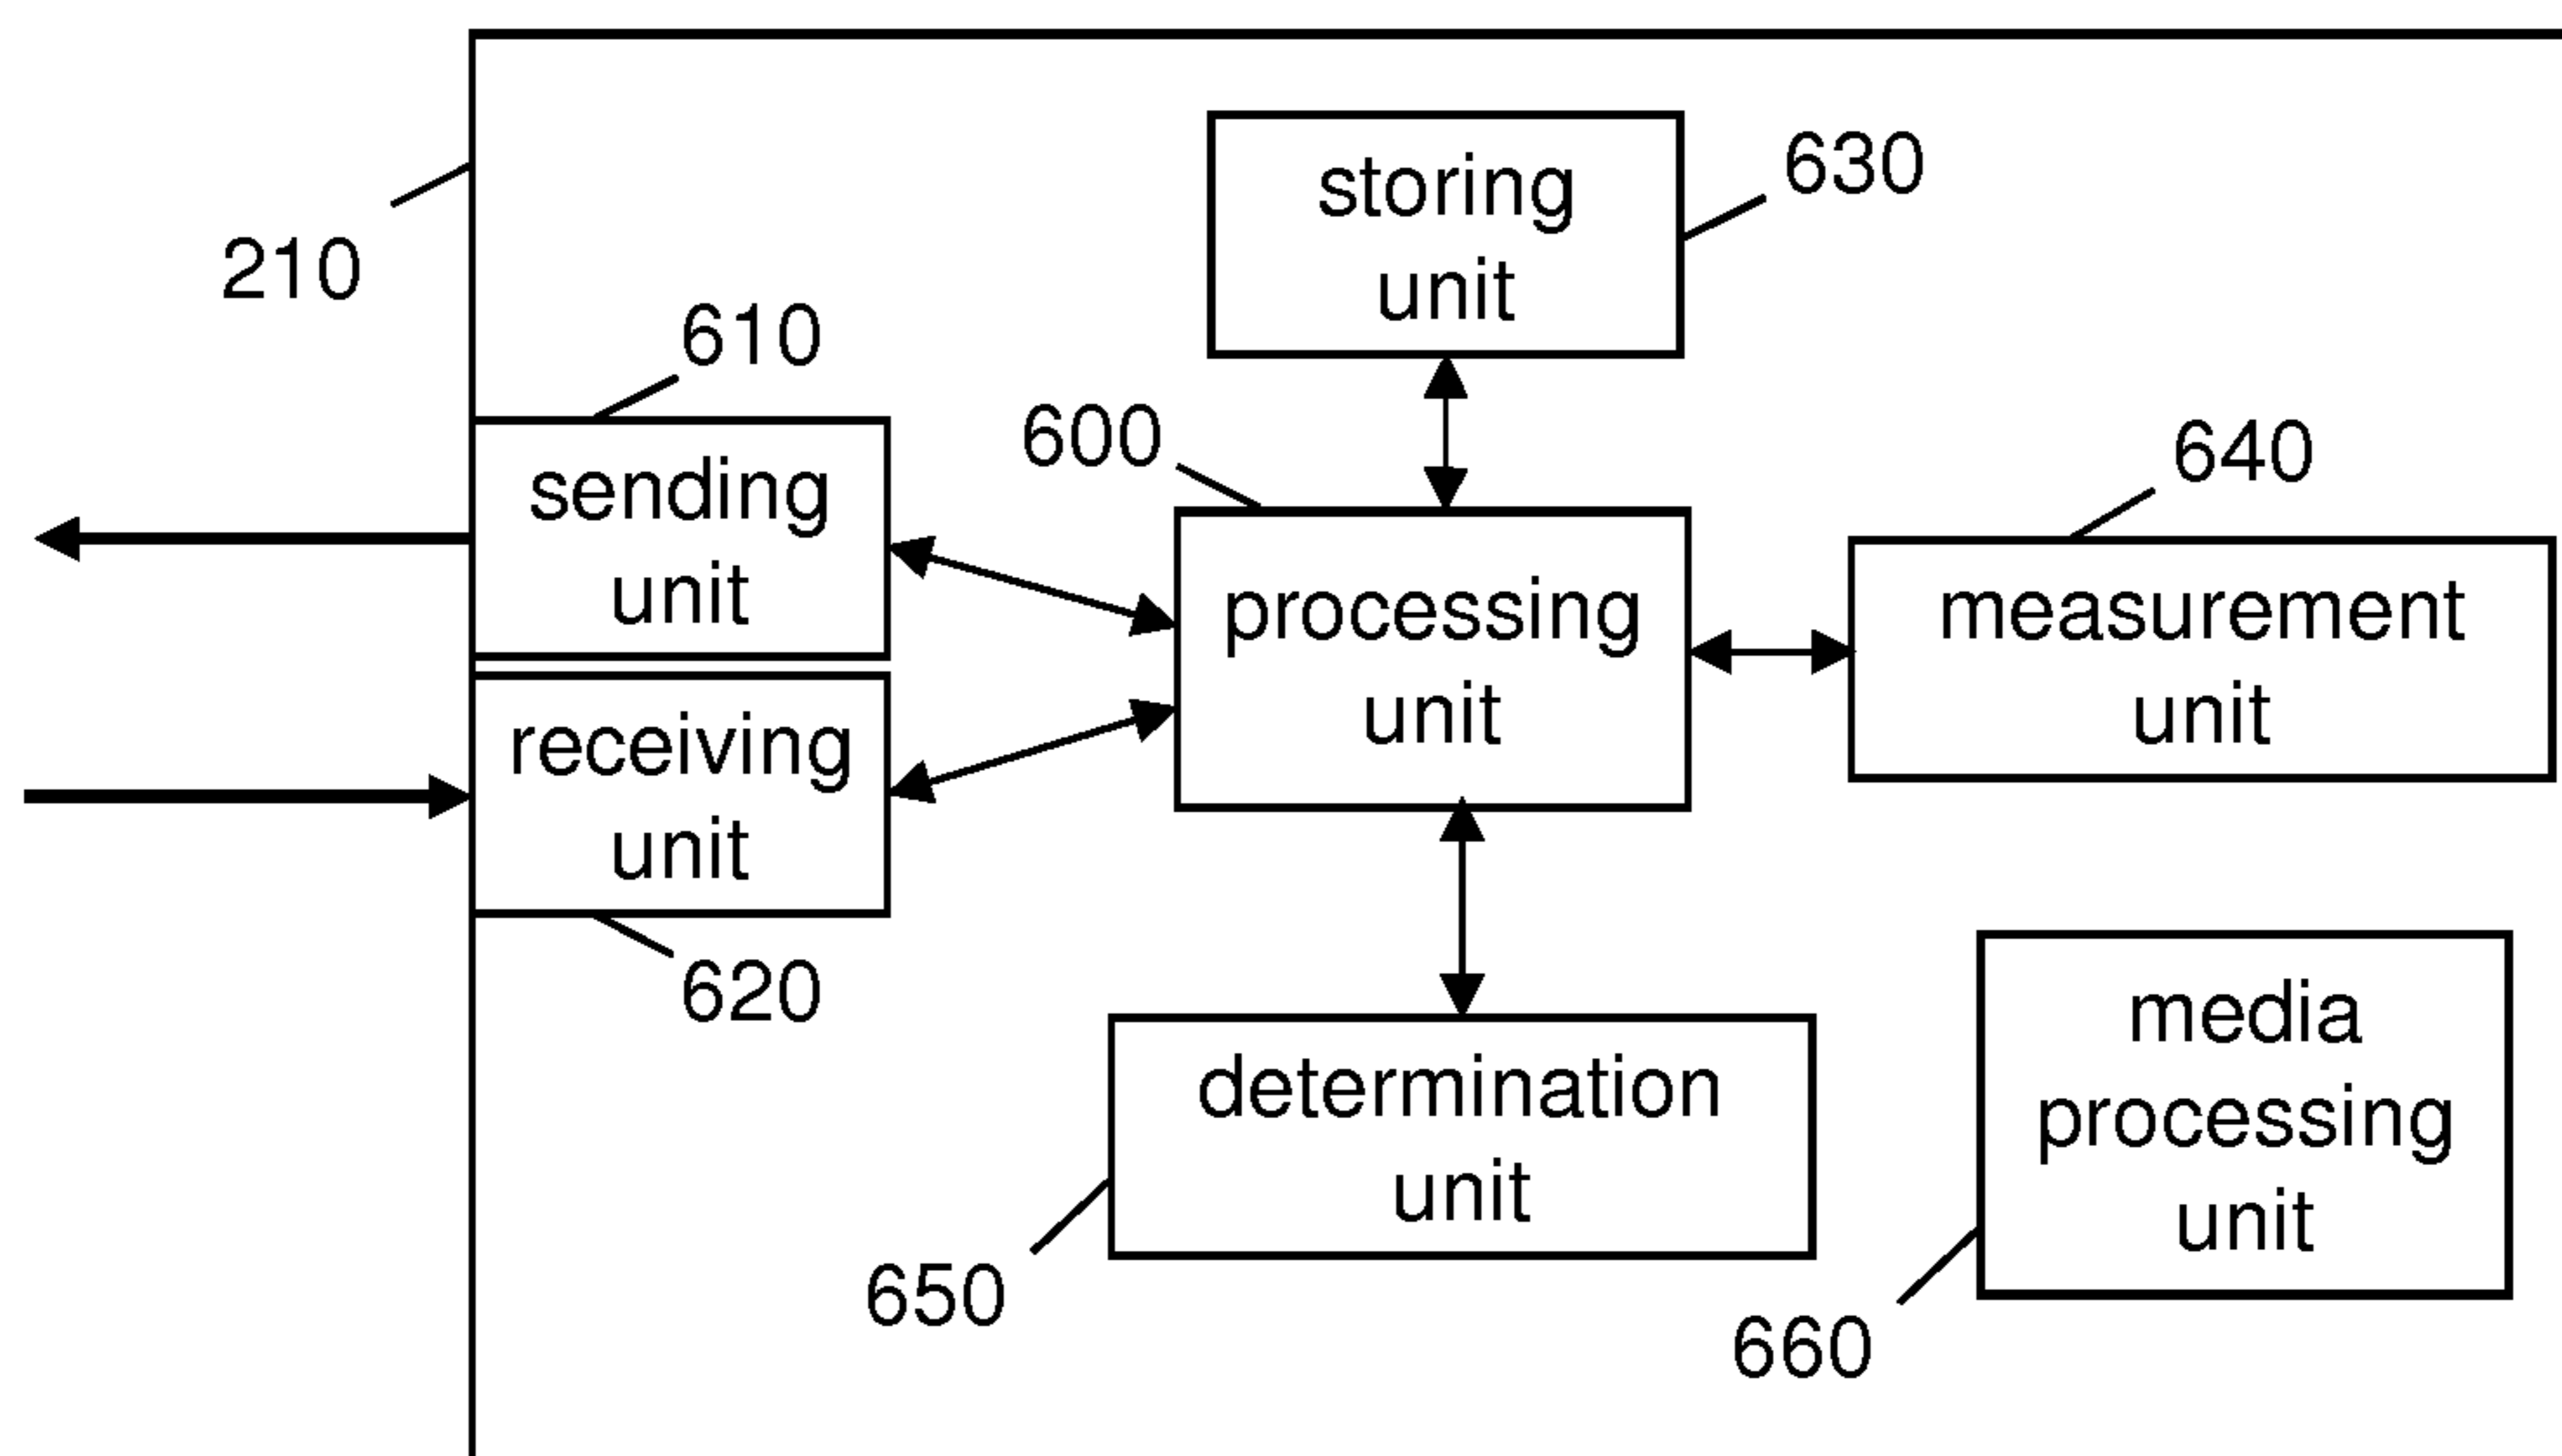 storing
unit
630
210
610
sending
unit
600
640
processing
unit
measurement
unit
receiving
unit
620
determination
unit
650
media
processing
unit
660